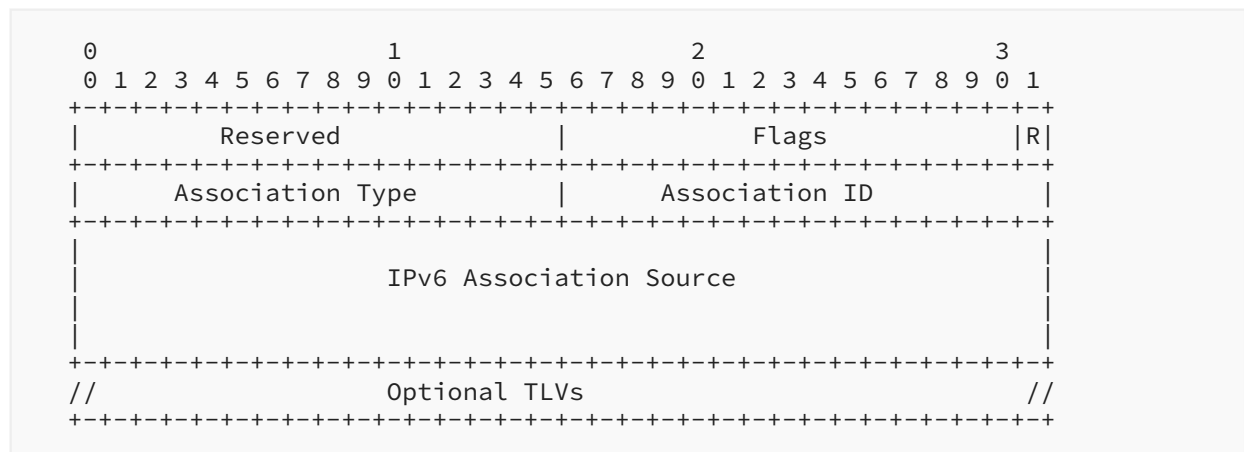 0                   1                   2                   3
 0 1 2 3 4 5 6 7 8 9 0 1 2 3 4 5 6 7 8 9 0 1 2 3 4 5 6 7 8 9 0 1
+-+-+-+-+-+-+-+-+-+-+-+-+-+-+-+-+-+-+-+-+-+-+-+-+-+-+-+-+-+-+-+-+
|         Reserved              |            Flags            |R|
+-+-+-+-+-+-+-+-+-+-+-+-+-+-+-+-+-+-+-+-+-+-+-+-+-+-+-+-+-+-+-+-+
|      Association Type         |      Association ID           |
+-+-+-+-+-+-+-+-+-+-+-+-+-+-+-+-+-+-+-+-+-+-+-+-+-+-+-+-+-+-+-+-+
|                                                               |
|                    IPv6 Association Source                    |
|                                                               |
|                                                               |
+-+-+-+-+-+-+-+-+-+-+-+-+-+-+-+-+-+-+-+-+-+-+-+-+-+-+-+-+-+-+-+-+
//                   Optional TLVs                             //
+-+-+-+-+-+-+-+-+-+-+-+-+-+-+-+-+-+-+-+-+-+-+-+-+-+-+-+-+-+-+-+-+